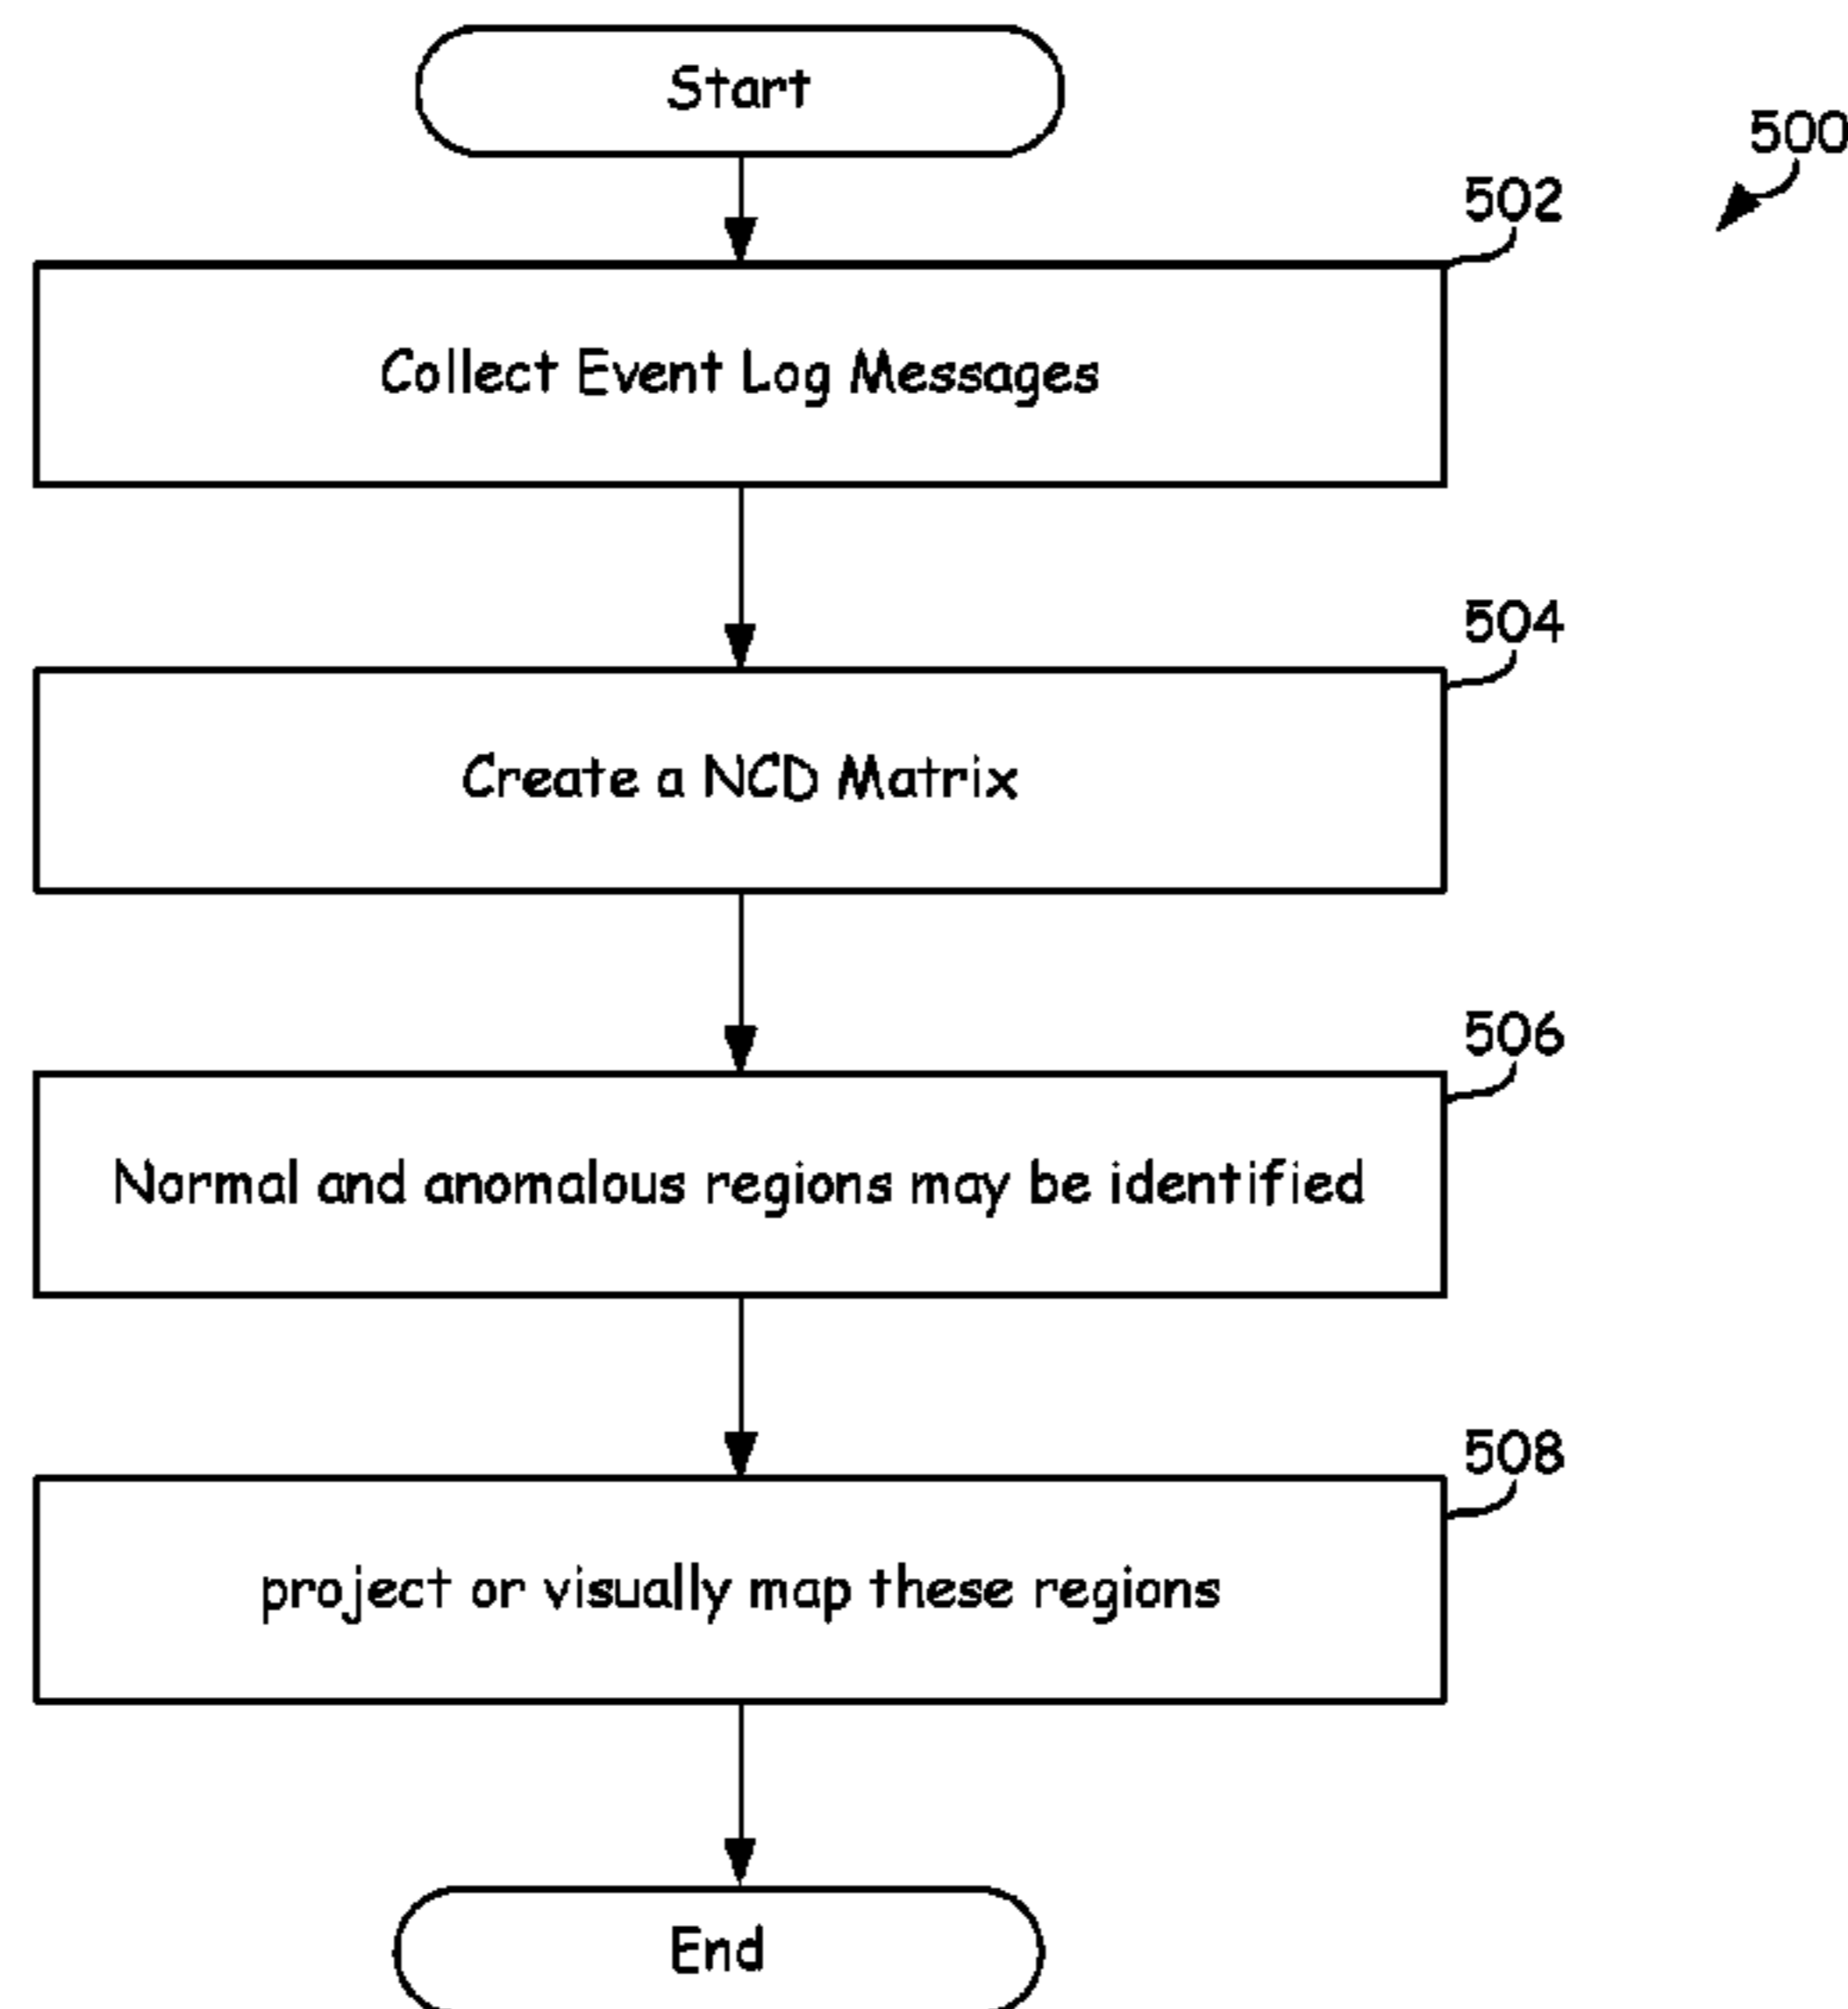 Start
500
502
Collect Event Log Messages
504
Create a NCD Matrix
506
Normal and anomalous regions may be identified
508
project or visually map these regions
End